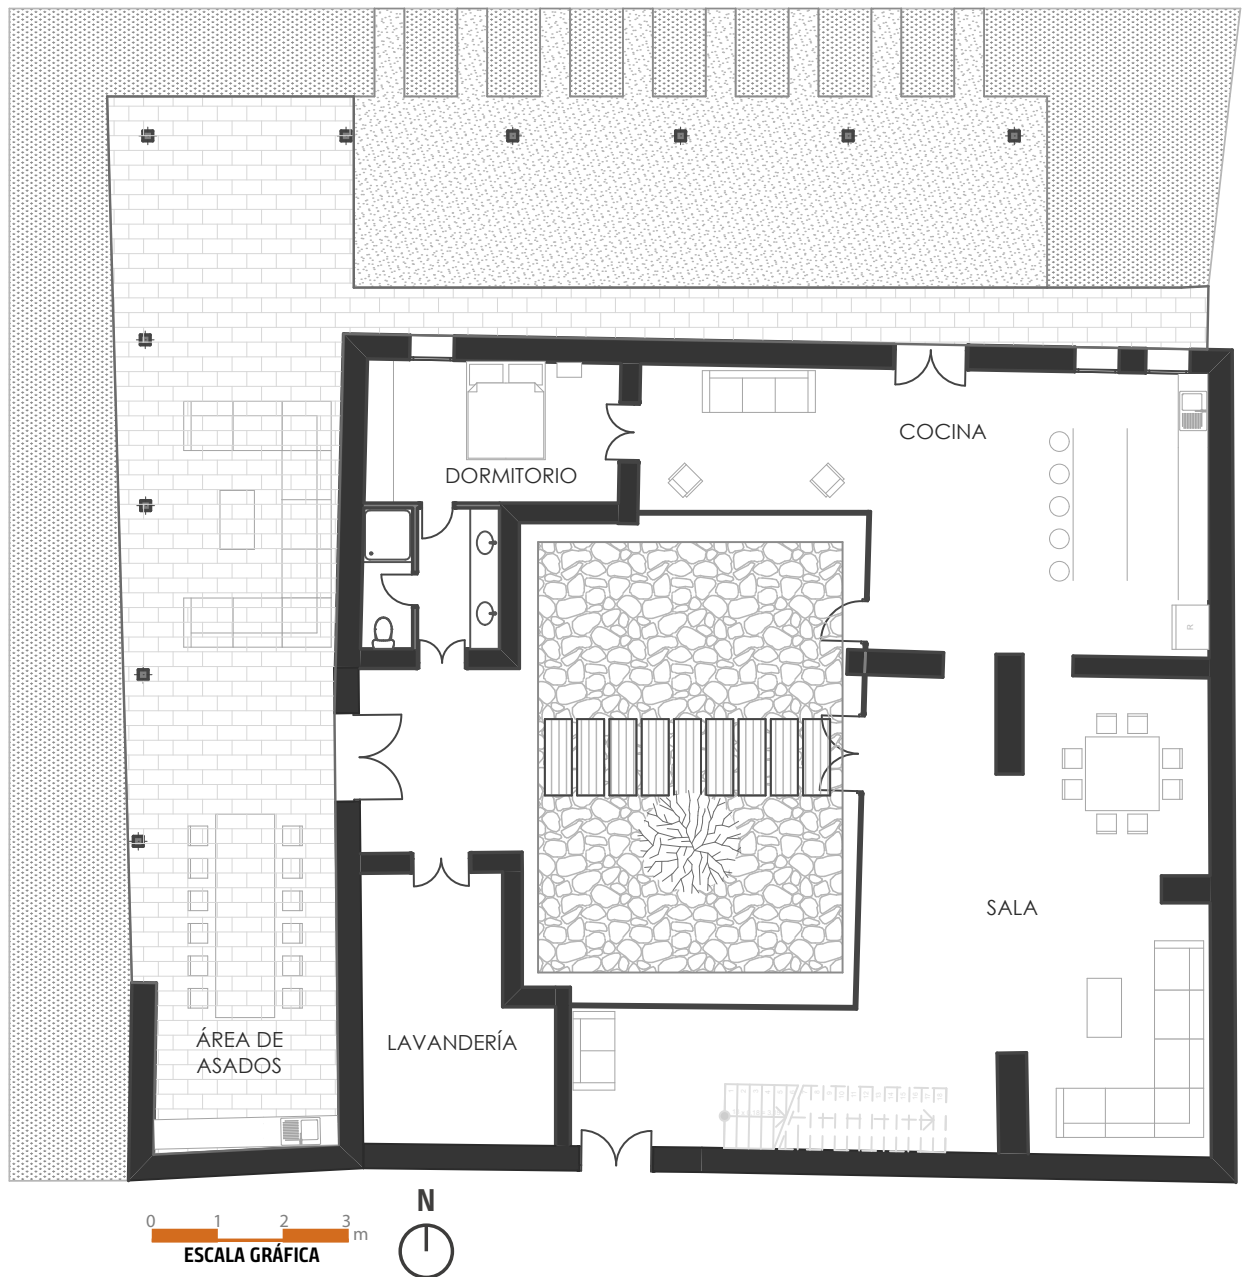 COCINA
DORMITORIO
R
SALA
ÁREA DE
ASADOS
LAVANDERÍA
N
0 1 2 3
m
ESCALA GRÁFICA